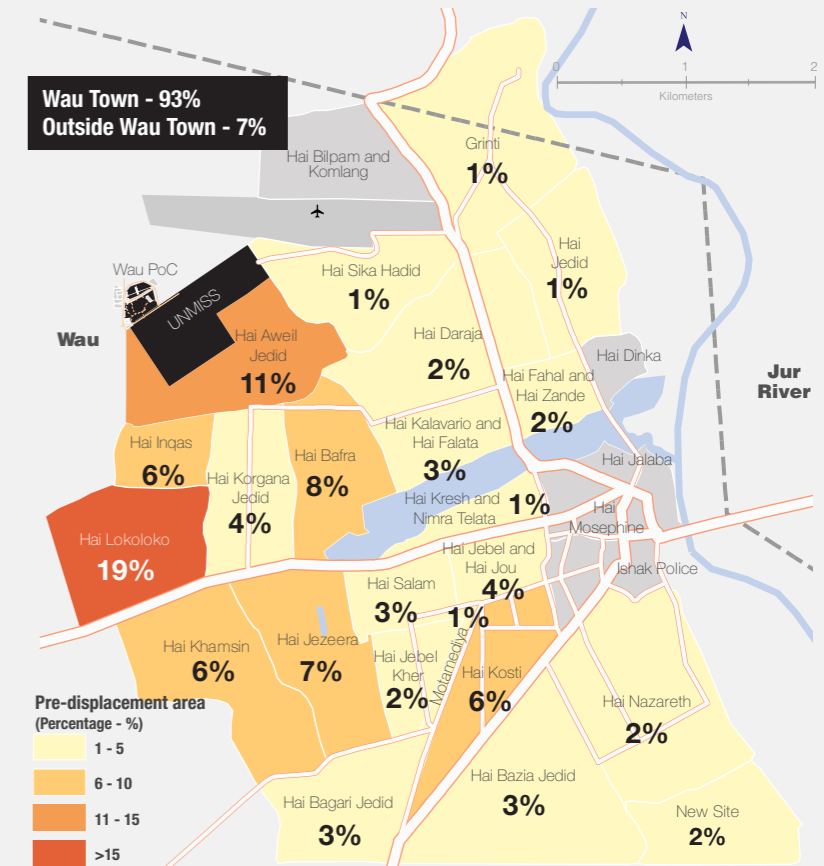 N
0
1
2
Kilometers
Wau Town - 93%
Outside Wau Town - 7%
Hai Bilpam and
Komlang
Grinti
1%
Hai
Jedid
1%
Wau PoC
UNMISS
Hai Sika Hadid
1%
Wau
Hai Aweil
Jedid
11%
Hai Daraja
2%
Hai Dinka
Jur
River
Hai Fahal and
Hai Zande
2%
Hai Inqas
6%
Hai Korgana
Jedid
4%
Hai Bafra
8%
Hai Kalavario and
Hai Falata
3%
Hai Jalaba
Hai Kresh and
Nimra Telata
1%
Hai
Mosephine
Hai Lokoloko
19%
Hai Jebel and
Hai Jou
4%
Ishak Police
Hai Salam
3%
1%
Motamediya
Hai Khamsin
6%
Hai Jezeera
7%
Hai Jebel
Kher
2%
Hai Kosti
6%
Hai Nazareth
2%
Pre-displacement area
(Percentage - %)
1 - 5
6 - 10
11 - 15
>15
Hai Bagari Jedid
3%
Hai Bazia Jedid
3%
New Site
2%